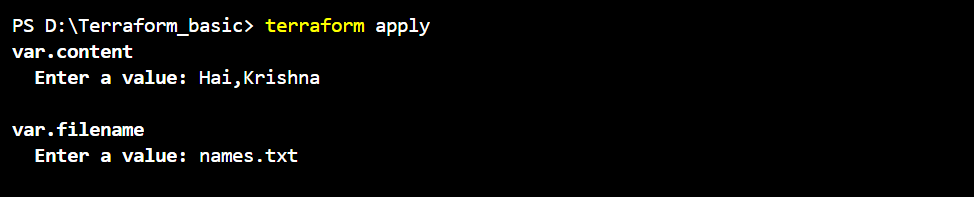 PS D:\Terraform_basic> terraform apply
var.content
  Enter a value: Hai,Krishna

var.filename
  Enter a value: names.txt